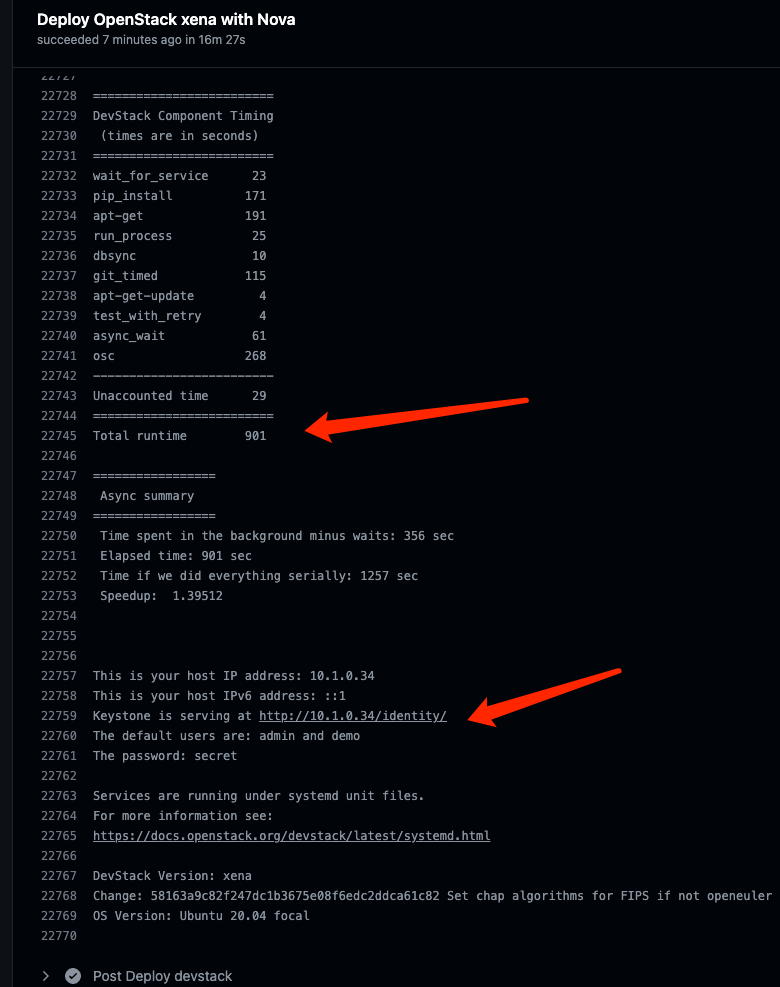 Deploy OpenStack xena with Nova
succeeded 7 minutes ago in 16m 27s
22727
22728 =========================
22729 DevStack Component Timing
22730 (times are in seconds)
22731 =========================
22732 wait_for_service 23
22733 pip_install 171
22734 apt-get 191
22735 run_process 25
22736 dbsync 10
22737 git_timed 115
22738 apt-get-update 4
22739 test_with_retry 4
22740 async_wait 61
22741 osc 268
22742 -------------------------
22743 Unaccounted time 29
22744 =========================
22745 Total runtime 901
22746
22747 =================
22748 Async summary
22749 =================
22750 Time spent in the background minus waits: 356 sec
22751 Elapsed time: 901 sec
22752 Time if we did everything serially: 1257 sec
22753 Speedup: 1.39512
22754
22755
22756
22757 This is your host IP address: 10.1.0.34
22758 This is your host IPv6 address: ::1
22759 Keystone is serving at http://10.1.0.34/identity/
22760 The default users are: admin and demo
22761 The password: secret
22762
22763 Services are running under systemd unit files.
22764 For more information see:
22765 https://docs.openstack.org/devstack/latest/systemd.html
22766
22767 DevStack Version: xena
22768 Change: 58163a9c82f247dc1b3675e08f6edc2ddca61c82 Set chap algorithms for FIPS if not openeuler
22769 OS Version: Ubuntu 20.04 focal
22770
Post Deploy devstack